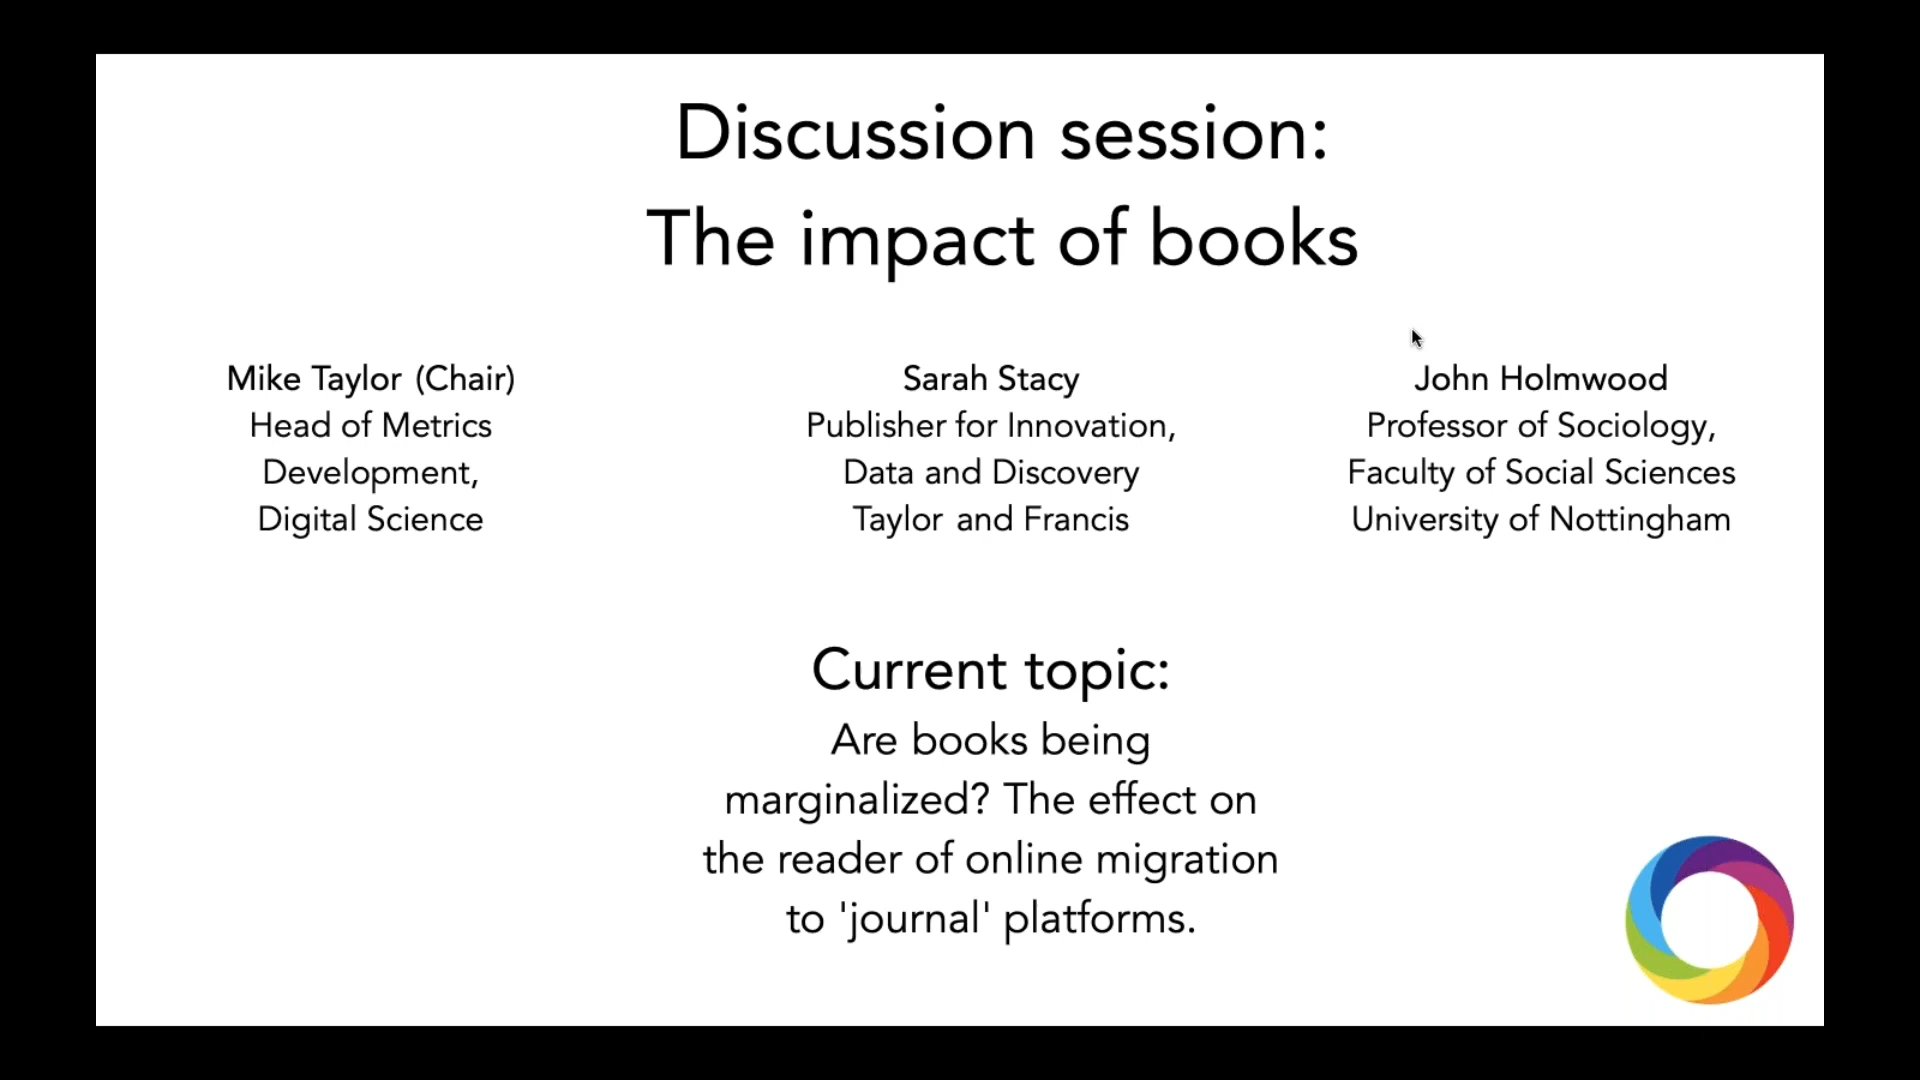 Discussion session:
The impact of books
Mike Taylor (Chair)
Head of Metrics
Development,
Digital Science
Sarah Stacy
Publisher for Innovation,
Data and Discovery
Taylor and Francis
John Holmwood
Professor of Sociology,
Faculty of Social Sciences
University of Nottingham
Current topic:
Are books being
marginalized? The effect on
the reader of online migration
to 'journal' platforms.